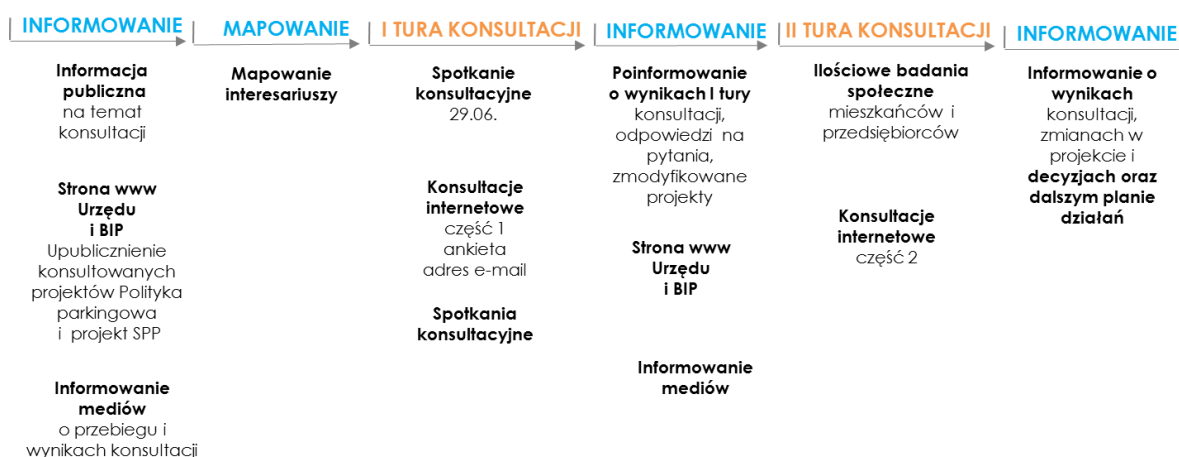 INFORMOWANIE
Informacja
publiczna
na temat
konsultacji
Strona www
Urzędu
i BIP
Upublicznienie
konsultowanych
projektów Polityka
parkingowa
i projekt SPP
Informowanie
mediów
o przebiegu i
wynikach konsultacji
MAPOWANIE
Mapowanie
interesariuszy
I TURA KONSULTACJI
Spotkanie
konsultacyjne
29.06.
Konsultacje
internetowe
część 1
ankieta
adres e-mail
Spotkania
konsultacyjne
INFORMOWANIE
Poinformowanie
o wynikach I tury
konsultacji,
odpowiedzi na
pytania,
zmodyfikowane
projekty
Strona www
Urzędu
i BIP
Informowanie
mediów
II TURA KONSULTACJI
Ilościowe badania
społeczne
mieszkańców i
przedsiębiorców
Konsultacje
internetowe
część 2
INFORMOWANIE
Informowanie o
wynikach
konsultacji,
zmianach w
projekcie i
decyzjach oraz
dalszym planie
działań